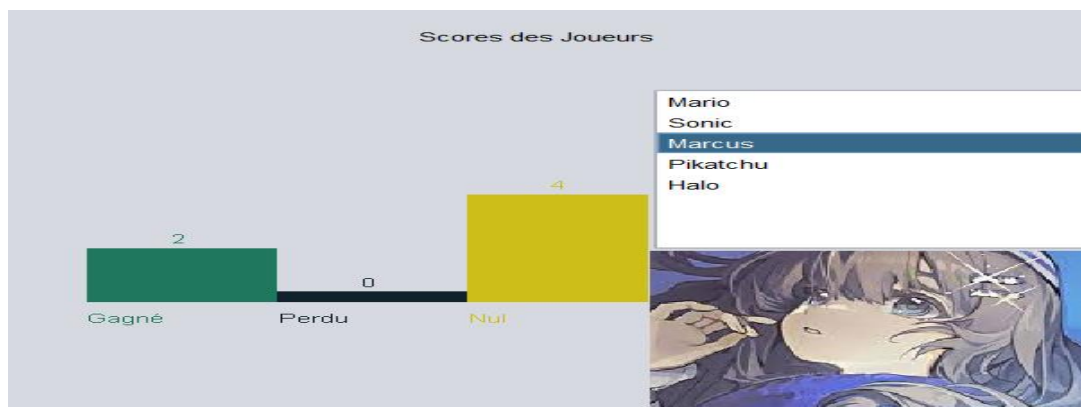 Scores des Joueurs
Mario
Sonic
Marcus
Pikatchu
Halo
4
2
0
Gagné
Perdu
Nul